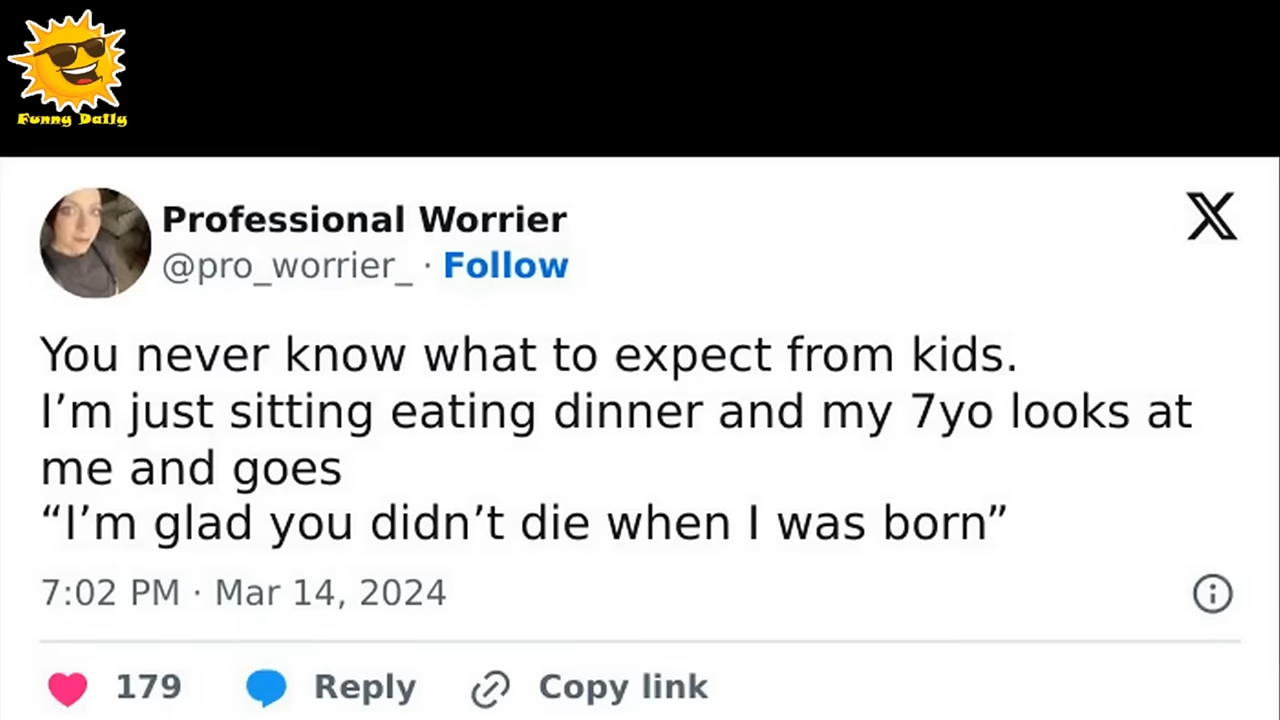 Funny Daily
Professional Worrier
@pro_worrier_ · Follow
You never know what to expect from kids.
I’m just sitting eating dinner and my 7yo looks at
me and goes
“I’m glad you didn’t die when I was born”
7:02 PM · Mar 14, 2024
179 Reply Copy link